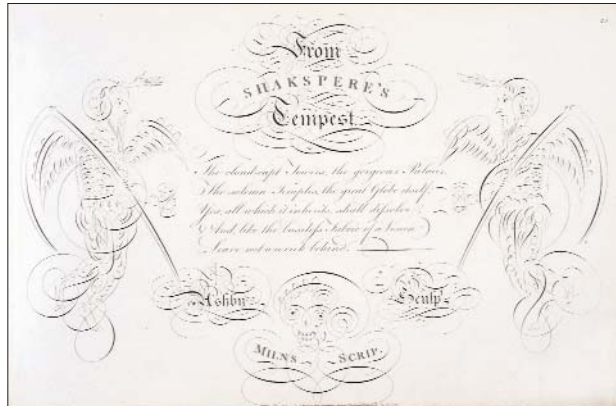 From
SHAKSPERE'S
Tempest.
The cloud-capt Towers, the gorgeous Palaces,
The solemn Temples, the great Globe itself,
Yea, all which it inherits, shall dissolve;
And, like the baseless Fabric of a Vision
Leave not a wreck behind.
Ashby Sculpt.
MILNS SCRIP.